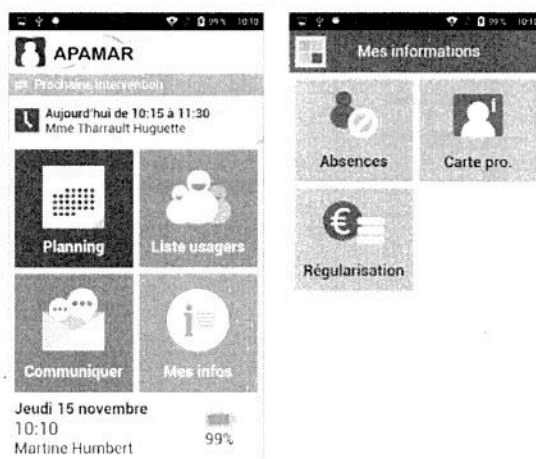 99% 10:10
APAMAR
Prochaine Intervention
Aujourd'hui de 10:15 à 11:30
Mme Tharrault Huguette
Planning
Liste usagers
Communiquer
Mes infos
Jeudi 15 novembre
10:10
Martine Humbert
99%
99% 10:10
Mes informations
Absences
Carte pro.
Régularisation